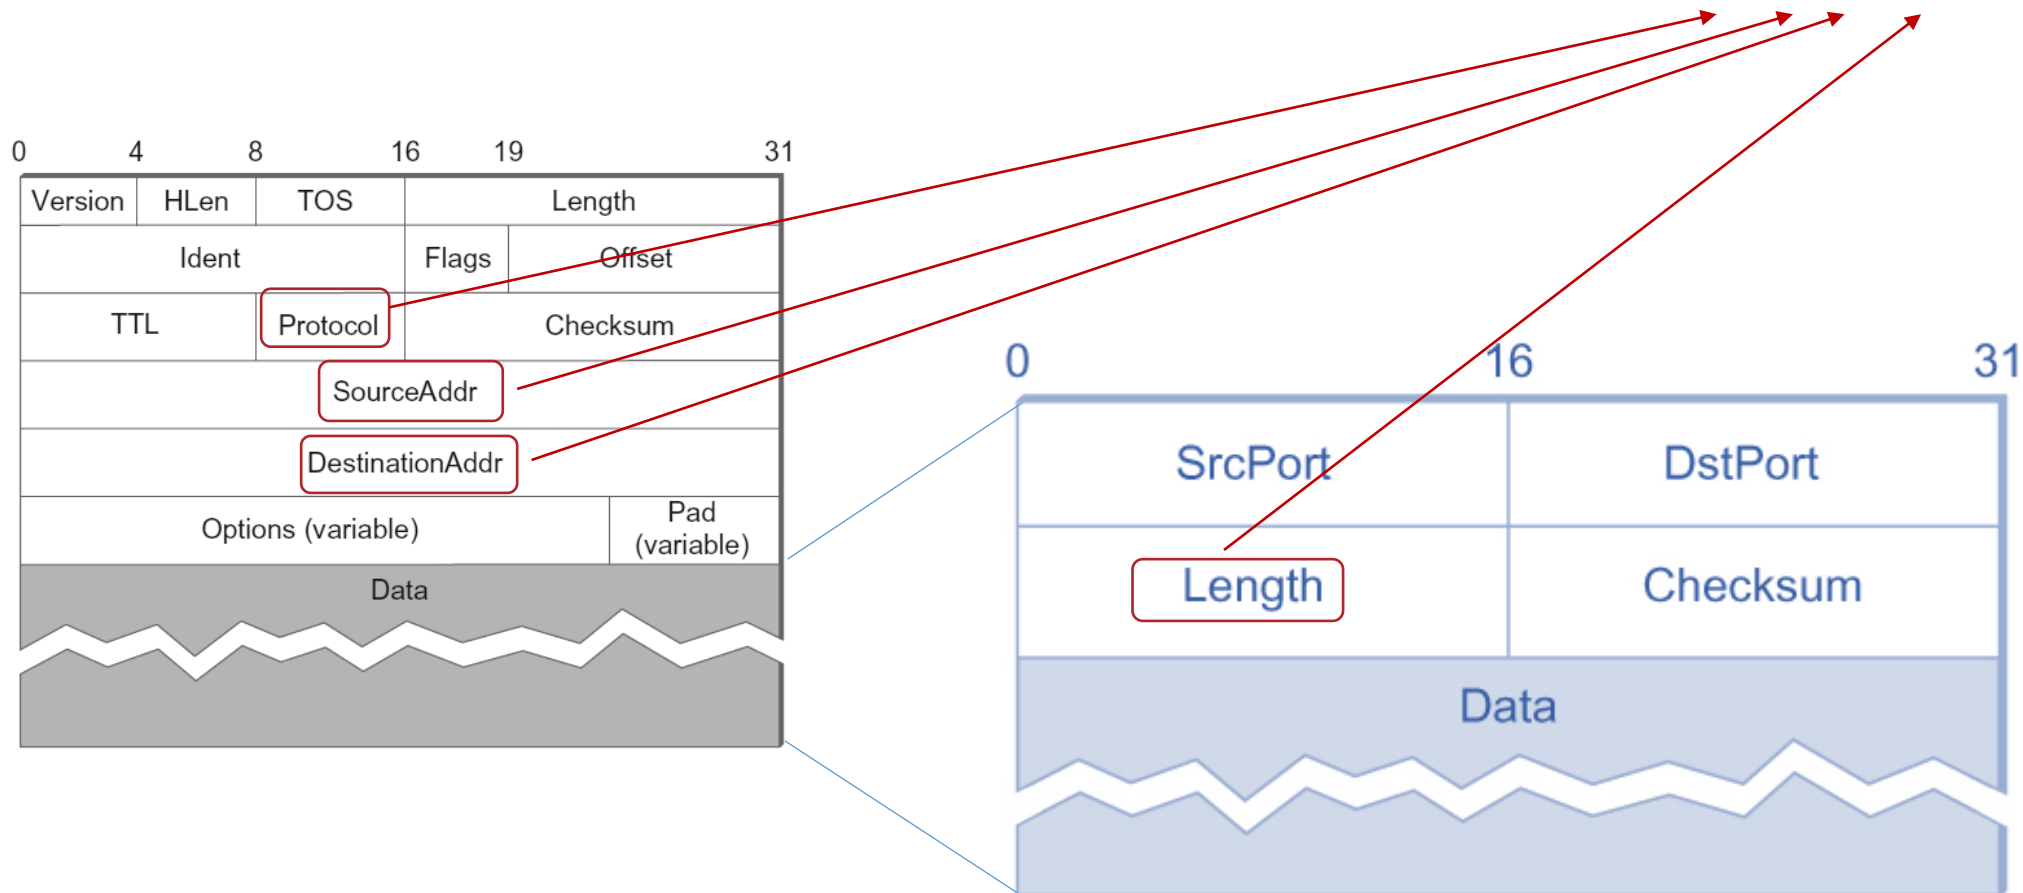 0 4 8 16 19 31
Version HLen TOS Length
Ident Flags Offset
TTL Protocol Checksum
SourceAddr
DestinationAddr
Options (variable) Pad
(variable)
Data
0 16 31
SrcPort DstPort
Length Checksum
Data